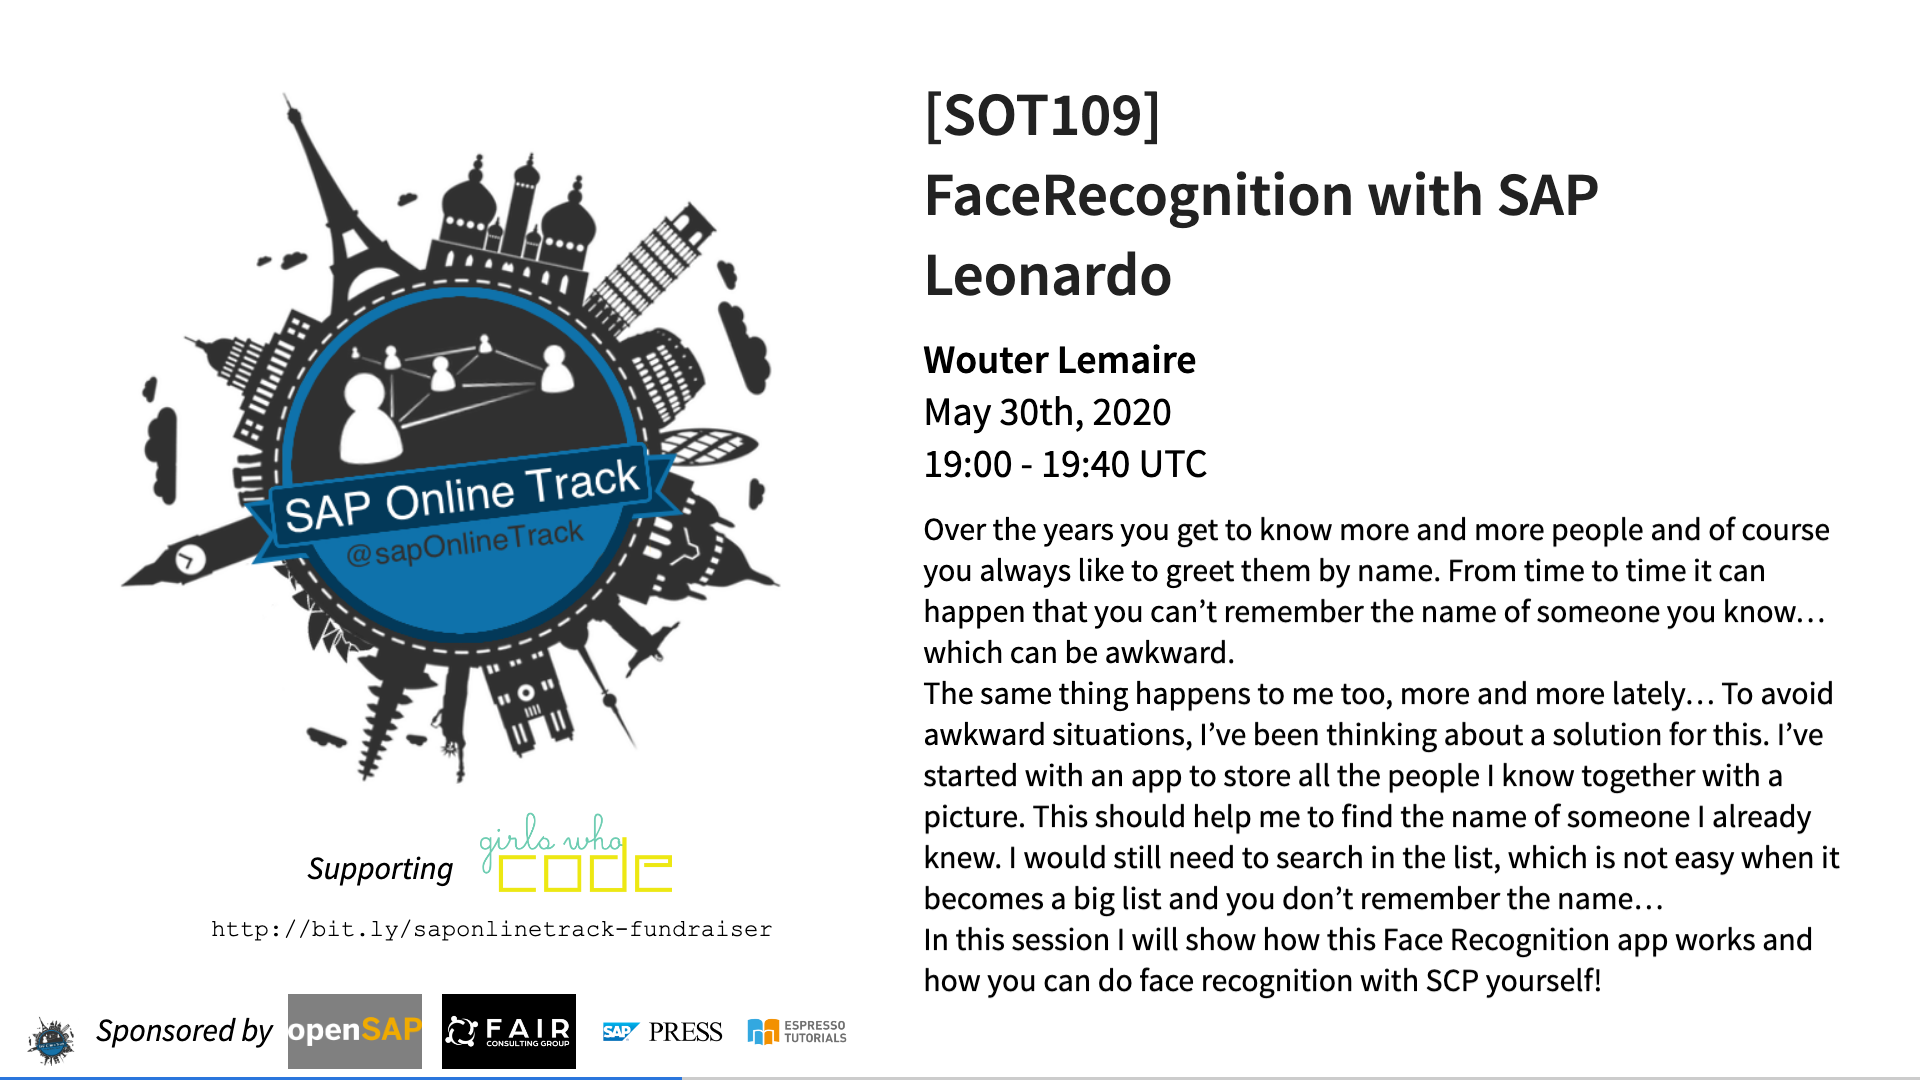 [SOT109]
FaceRecognition with SAP
Leonardo
Wouter Lemaire
May 30th, 2020
19:00 - 19:40 UTC
Over the years you get to know more and more people and of course
you always like to greet them by name. From time to time it can
happen that you can’t remember the name of someone you know…
which can be awkward.
The same thing happens to me too, more and more lately… To avoid
awkward situations, I’ve been thinking about a solution for this. I’ve
started with an app to store all the people I know together with a
picture. This should help me to find the name of someone I already
knew. I would still need to search in the list, which is not easy when it
becomes a big list and you don’t remember the name…
In this session I will show how this Face Recognition app works and
how you can do face recognition with SCP yourself!
SAP Online Track
@sapOnlineTrack
Supporting
girls who
code
http://bit.ly/saponlinetrack-fundraiser
Sponsored by
openSAP
FAIR
CONSULTING GROUP
SAP PRESS
ESPRESSO
TUTORIALS